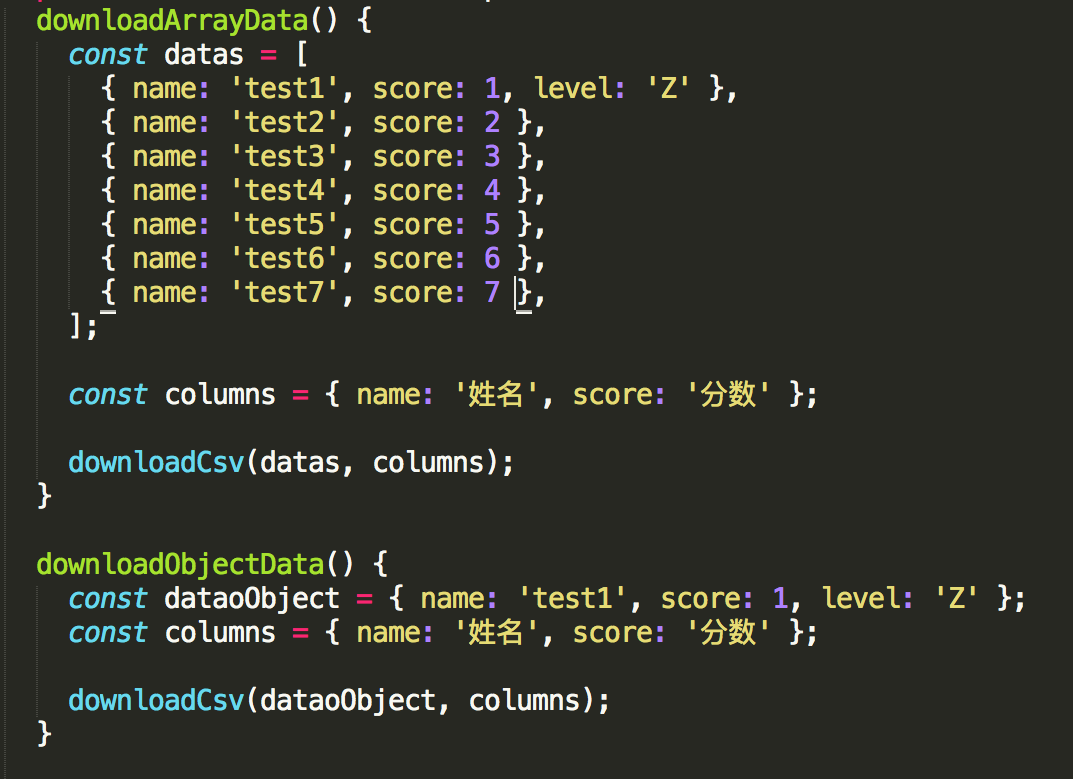 downloadArrayData() {
const datas = [
{ name: 'test1', score: 1, level: 'Z' },
{ name: 'test2', score: 2 },
{ name: 'test3', score: 3 },
{ name: 'test4', score: 4 },
{ name: 'test5', score: 5 },
{ name: 'test6', score: 6 },
{ name: 'test7', score: 7 },
];
const columns = { name: '姓名', score: '分数' };
downloadCsv(datas, columns);
}
downloadObjectData() {
const dataoObject = { name: 'test1', score: 1, level: 'Z' };
const columns = { name: '姓名', score: '分数' };
downloadCsv(dataoObject, columns);
}